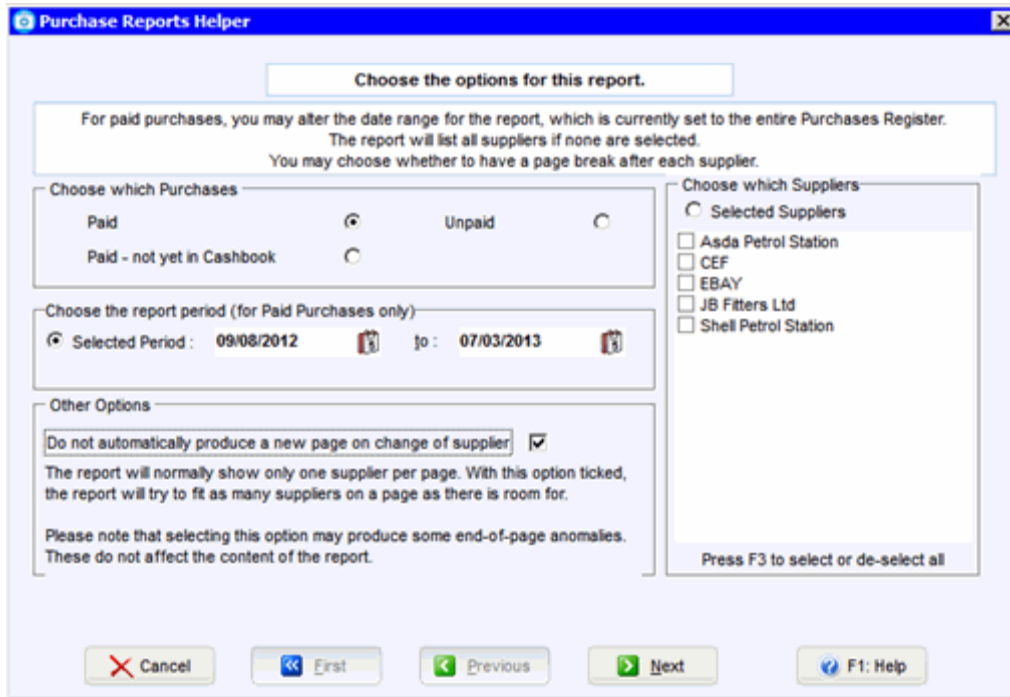 Purchase Reports Helper
Choose the options for this report.
For paid purchases, you may alter the date range for the report, which is currently set to the entire Purchases Register.
The report will list all suppliers if none are selected.
You may choose whether to have a page break after each supplier.
Choose which Purchases
Paid Unpaid
Paid - not yet in Cashbook
Choose the report period (for Paid Purchases only)
Selected Period : 09/08/2012 to : 07/03/2013
Other Options
Do not automatically produce a new page on change of supplier
The report will normally show only one supplier per page. With this option ticked,
the report will try to fit as many suppliers on a page as there is room for.
Please note that selecting this option may produce some end-of-page anomalies.
These do not affect the content of the report.
Choose which Suppliers
Selected Suppliers
Asda Petrol Station
CEF
EBAY
JB Fitters Ltd
Shell Petrol Station
Press F3 to select or de-select all
Cancel First Previous Next F1: Help